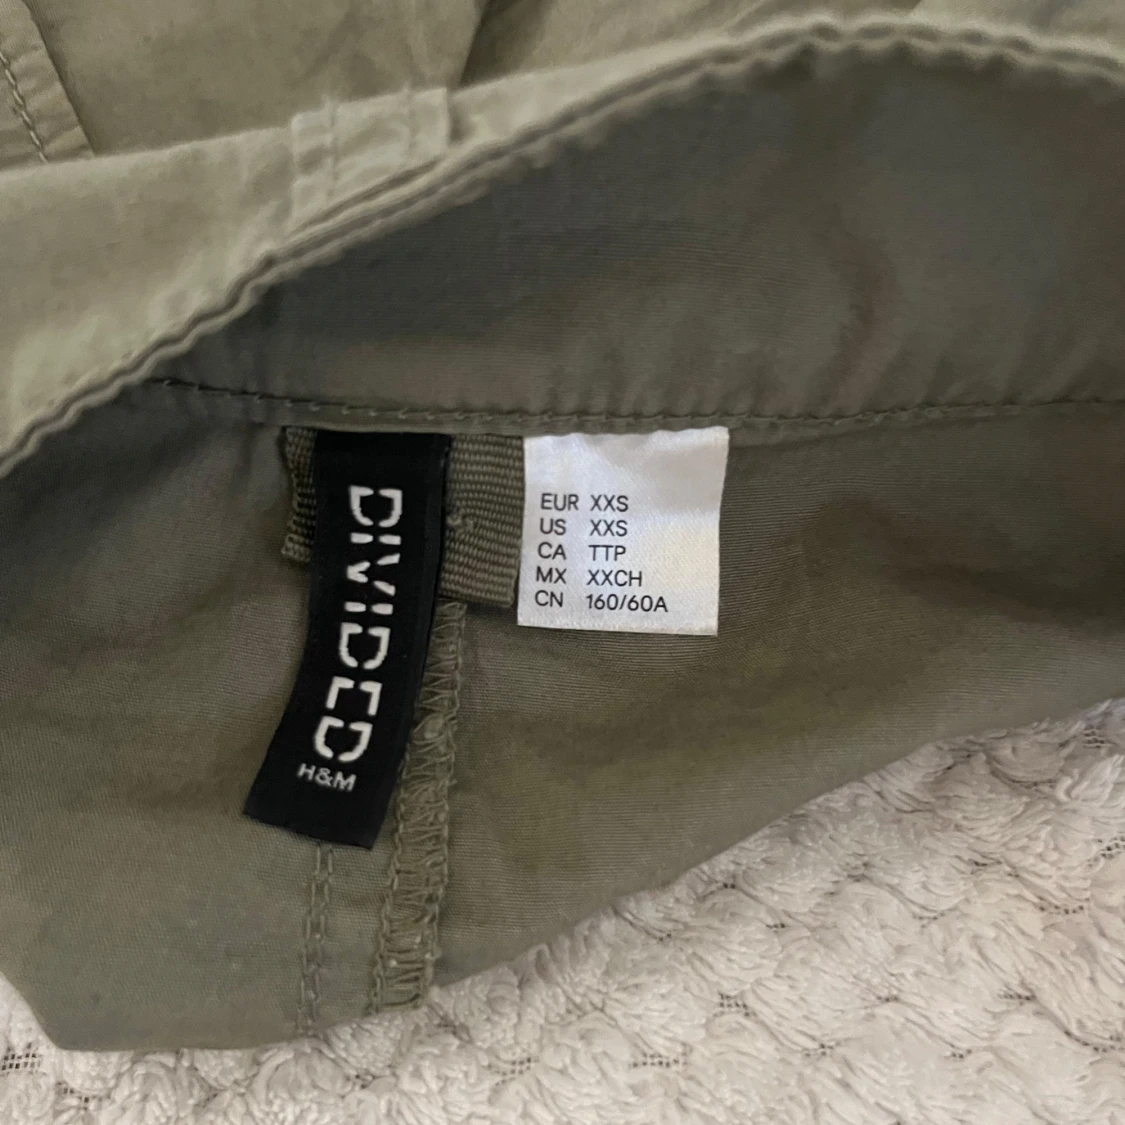 DIVIDED
H&M
EUR XXS
US XXS
CA TTP
MX XXCH
CN 160/60A